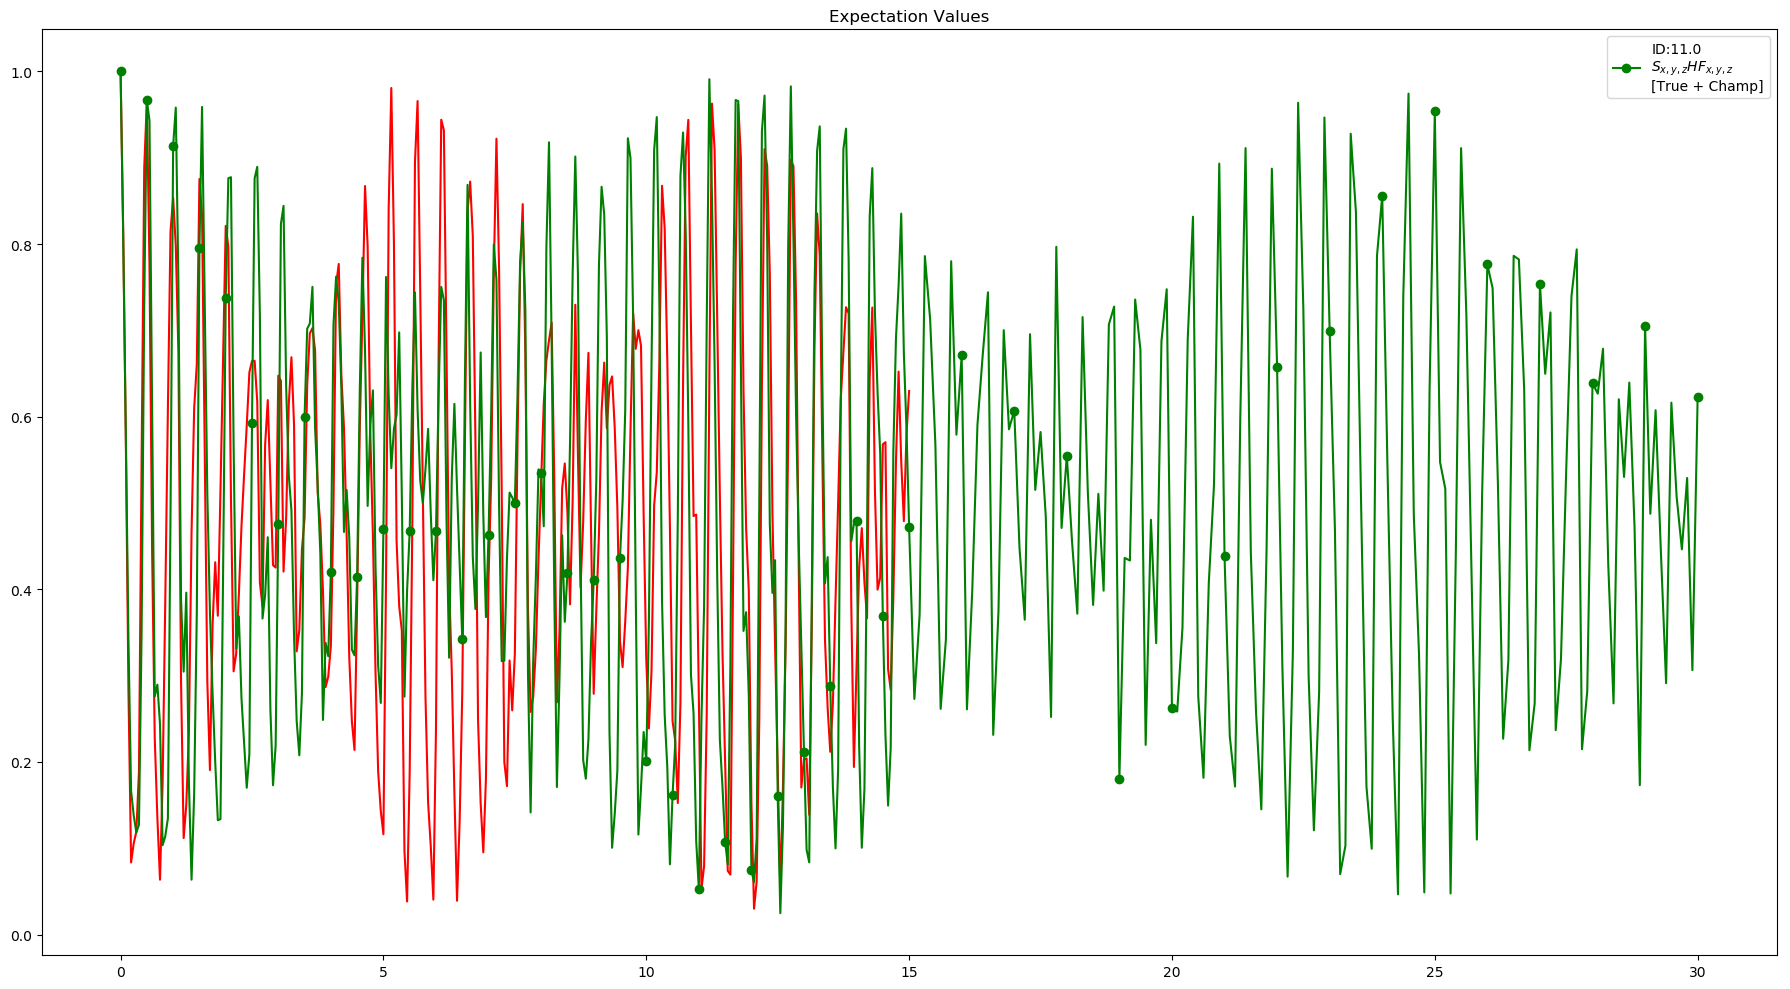 Expectation Values
ID:11.0
S_{x,y,z}HF_{x,y,z}
[True + Champ]
1.0
0.8
0.6
0.4
0.2
0.0
0 5 10 15 20 25 30